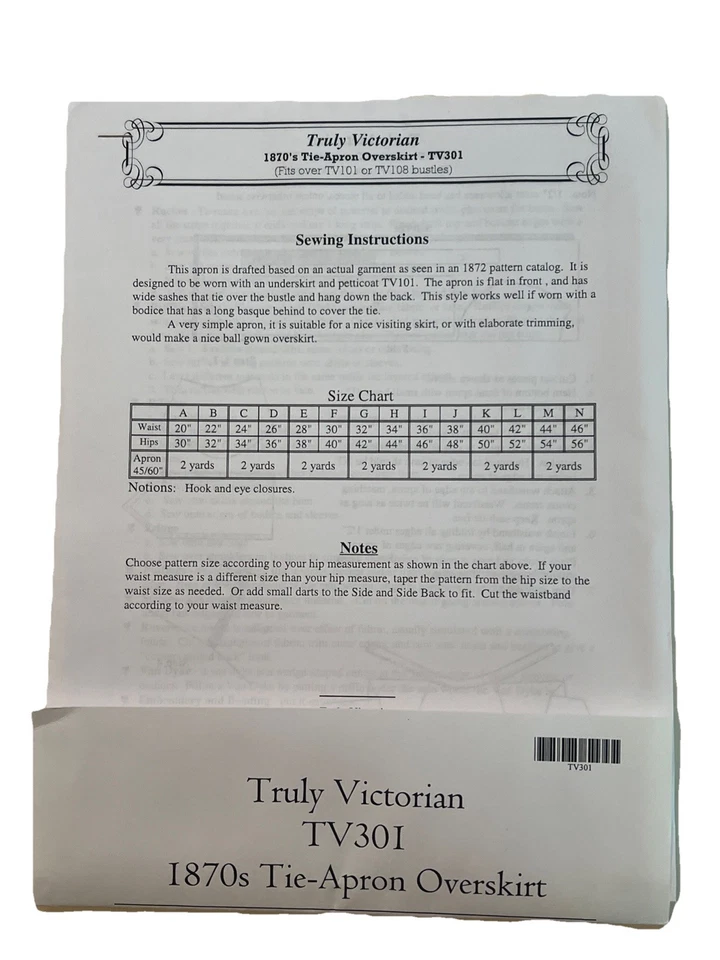 Truly Victorian
1870's Tie-Apron Overskirt - TV301
(Fits over TV101 or TV108 bustles)
Sewing Instructions
This apron is drafted based on an actual garment as seen in an 1872 pattern catalog. It is
designed to be worn with an underskirt and petticoat TV101. The apron is flat in front , and has
wide sashes that tie over the bustle and hang down the back. This style works well if worn with a
bodice that has a long basque behind to cover the tie.
A very simple apron, it is suitable for a nice visiting skirt, or with elaborate trimming,
would make a nice ball gown overskirt.
Size Chart
A B C D E F G H I J K L M N
Waist 20" 22" 24" 26" 28" 30" 32" 34" 36" 38" 40" 42" 44" 46"
Hips 30" 32" 34" 36" 38" 40" 42" 44" 46" 48" 50" 52" 54" 56"
Apron
45/60" 2 yards 2 yards 2 yards 2 yards 2 yards 2 yards 2 yards
Notions: Hook and eye closures.
Notes
Choose pattern size according to your hip measurement as shown in the chart above. If your
waist measure is a different size than your hip measure, taper the pattern from the hip size to the
waist size as needed. Or add small darts to the Side and Side Back to fit. Cut the waistband
according to your waist measure.
TV301
Truly Victorian
TV301
1870s Tie-Apron Overskirt